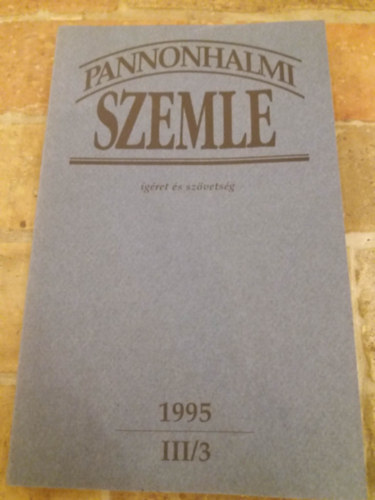 PANNONHALMI
SZEMLE
ígéret és szövetség
1995
III/3